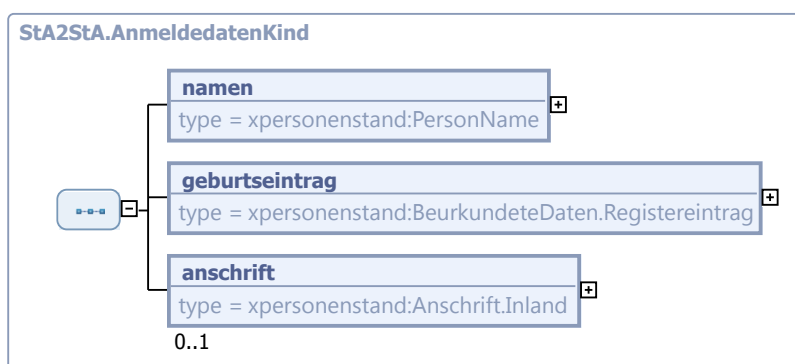 StA2StA.AnmeldedatenKind
namen
type = xpersonenstand:PersonName
geburtseintrag
type = xpersonenstand:BeurkundeteDaten.Registereintrag
anschrift
type = xpersonenstand:Anschrift.Inland
0..1